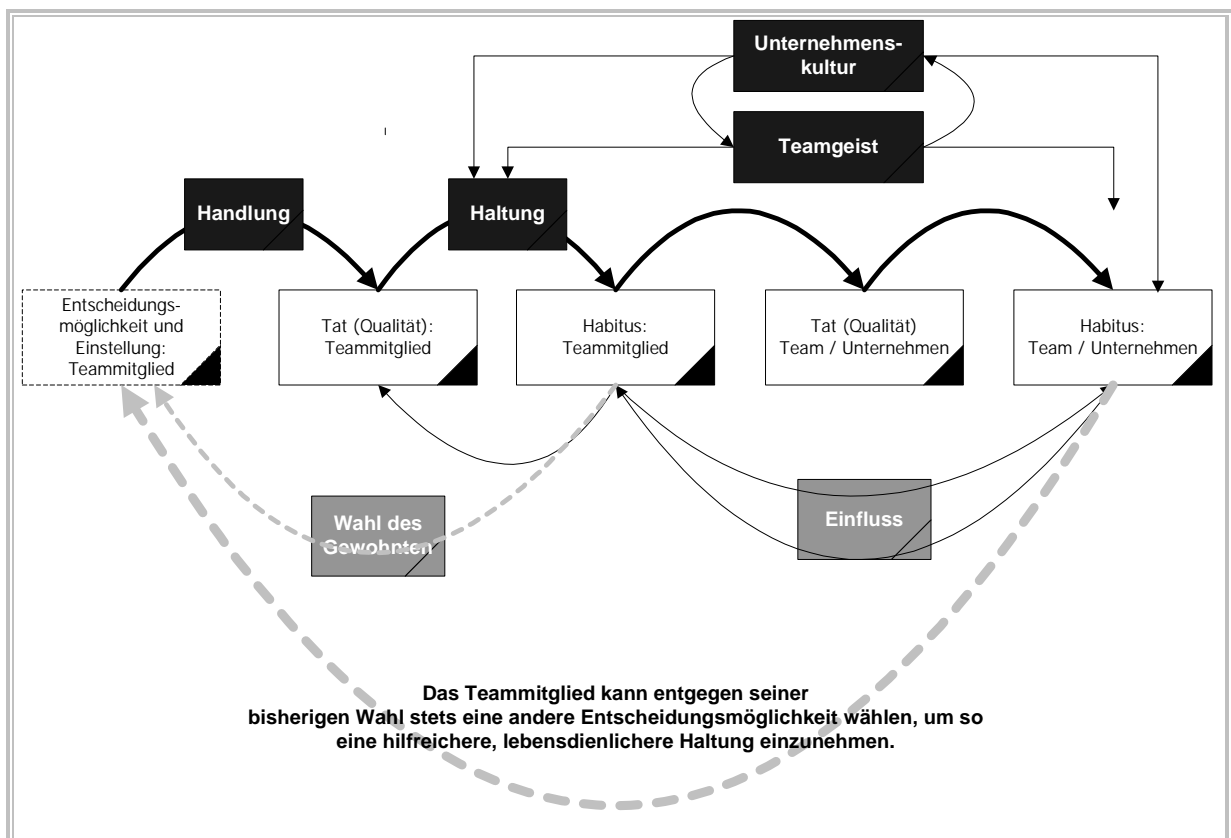 Unternehmens-
kultur
Teamgeist
Handlung
Haltung
Entscheidungs-
möglichkeit und
Einstellung:
Teammitglied
Tat (Qualität):
Teammitglied
Habitus:
Teammitglied
Tat (Qualität)
Team / Unternehmen
Habitus:
Team / Unternehmen
Wahl des
Gewohnten
Einfluss
Das Teammitglied kann entgegen seiner
bisherigen Wahl stets eine andere Entscheidungsmöglichkeit wählen, um so
eine hilfreichere, lebensdienlichere Haltung einzunehmen.